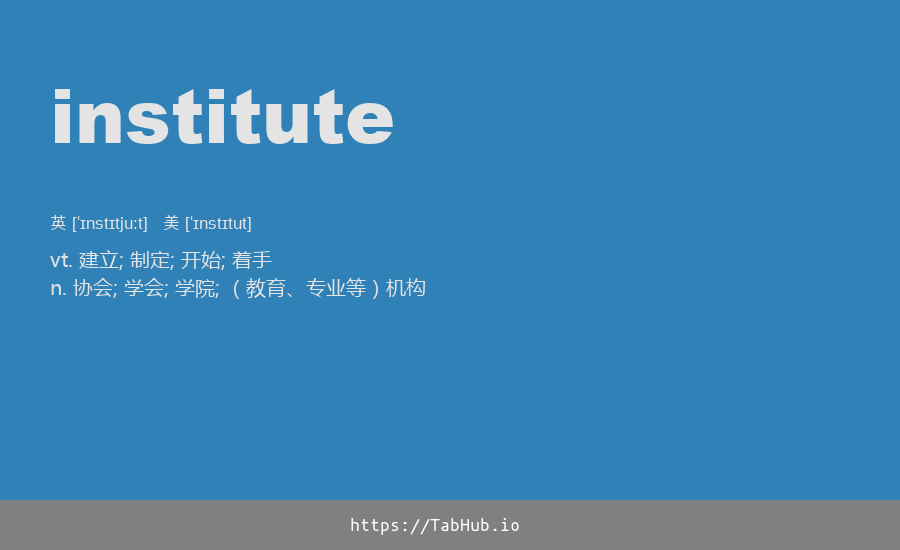 institute
英 [ˈɪnstɪtjuːt] 美 [ˈɪnstɪtut]
vt. 建立; 制定; 开始; 着手
n. 协会; 学会; 学院; （教育、专业等）机构
https://TabHub.io